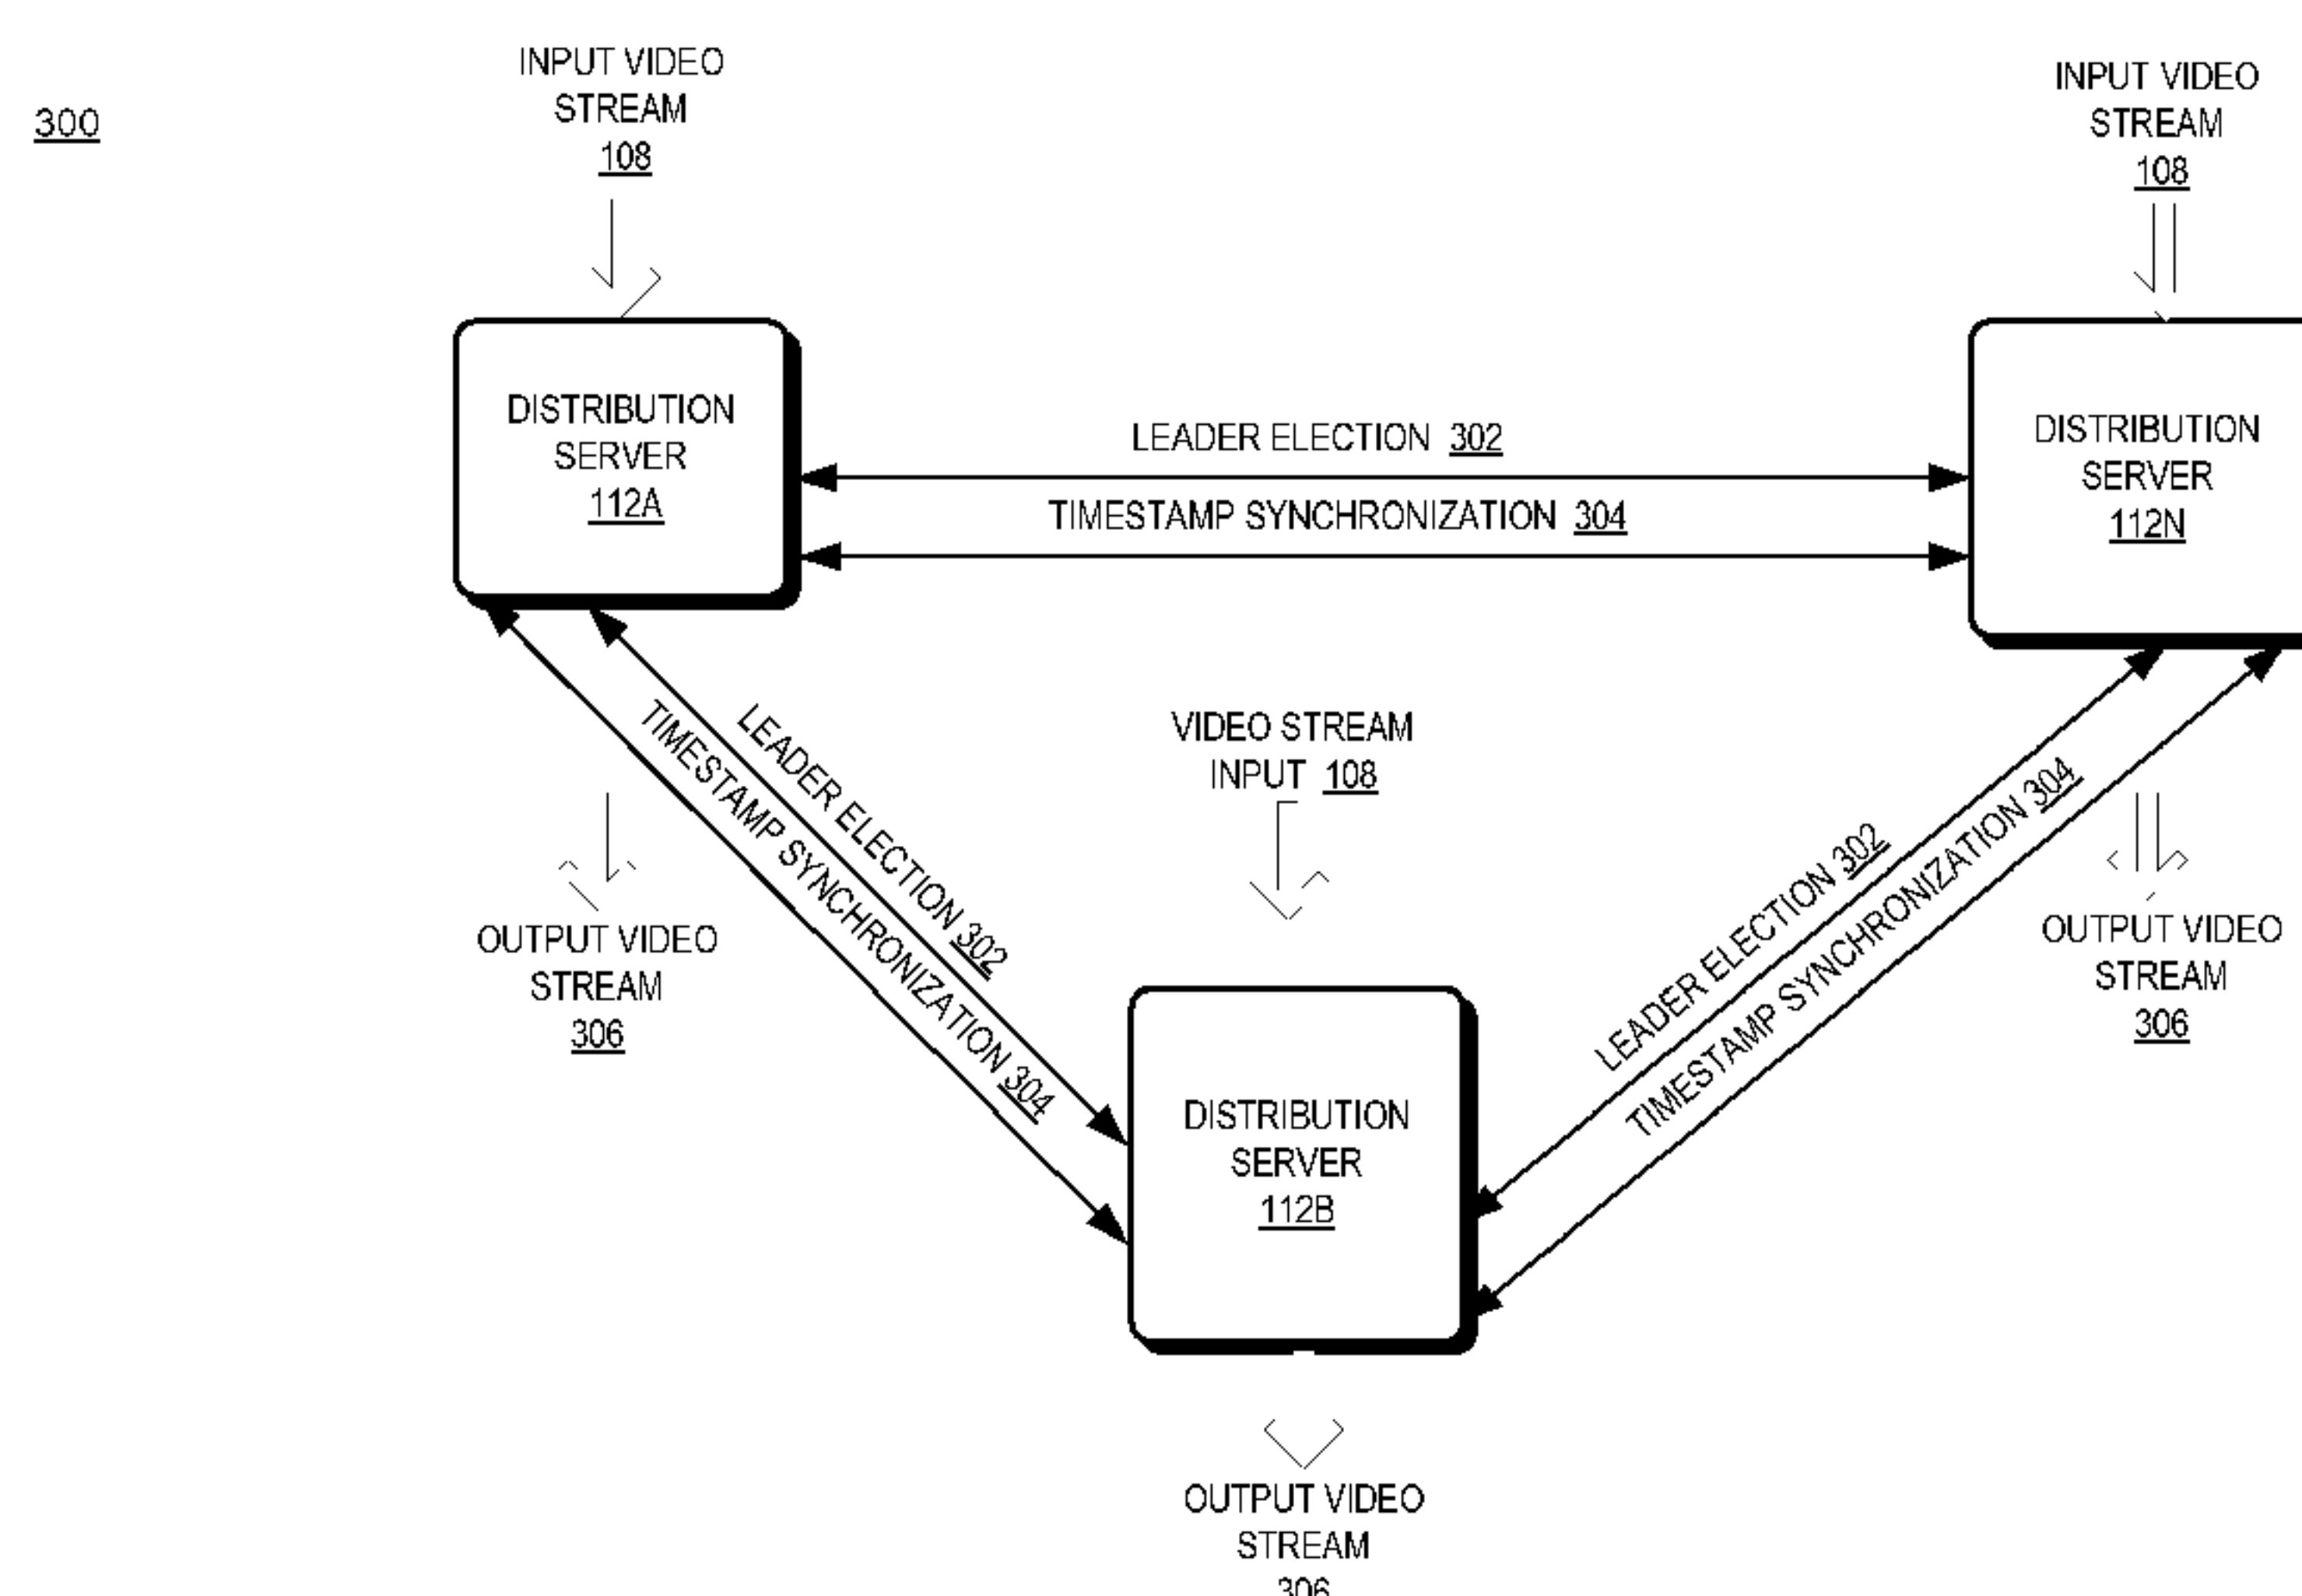 300
INPUT VIDEO
STREAM
108
INPUT VIDEO
STREAM
108
DISTRIBUTION
SERVER
112A
LEADER ELECTION 302
TIMESTAMP SYNCHRONIZATION 304
DISTRIBUTION
SERVER
112N
LEADER ELECTION 302
TIMESTAMP SYNCHRONIZATION 304
VIDEO STREAM
INPUT 108
LEADER ELECTION 302
TIMESTAMP SYNCHRONIZATION 304
OUTPUT VIDEO
STREAM
306
OUTPUT VIDEO
STREAM
306
DISTRIBUTION
SERVER
112B
OUTPUT VIDEO
STREAM
306